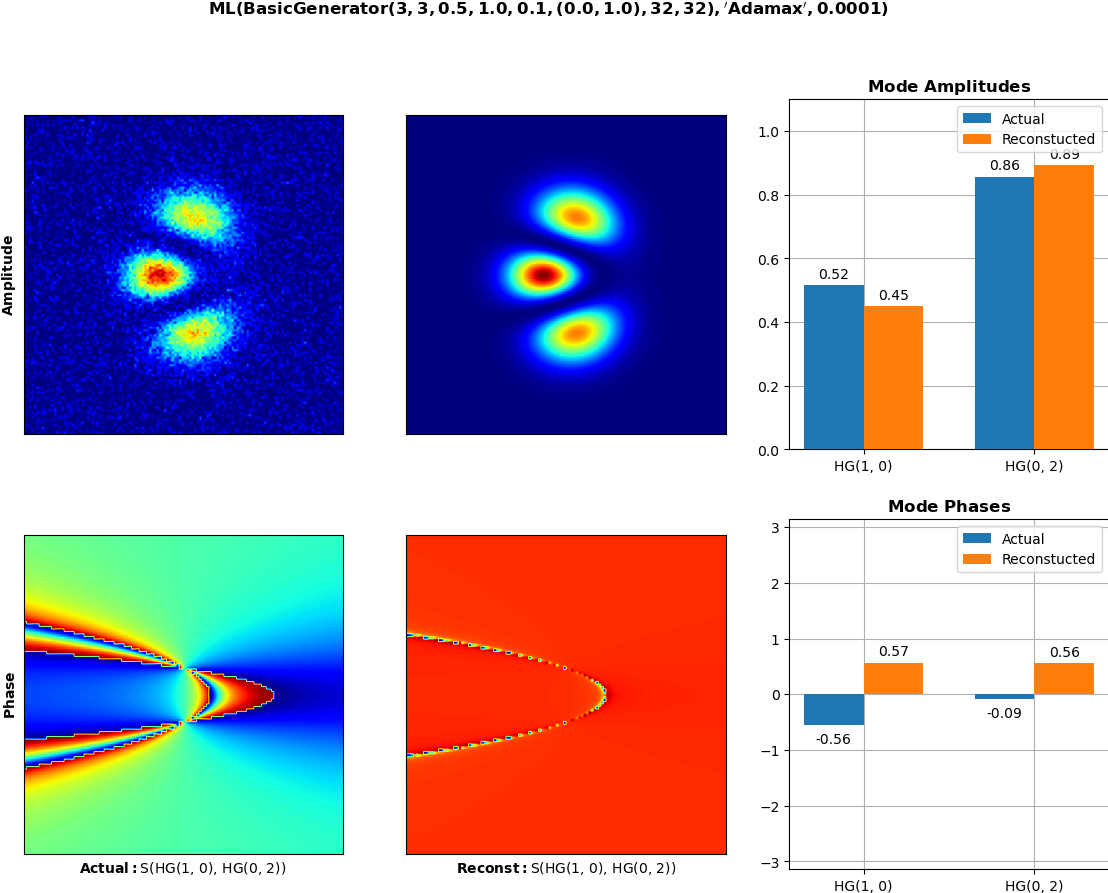 ML(BasicGenerator(3, 3, 0.5, 1.0, 0.1, (0.0, 1.0), 32, 32), ′Adamax′, 0.0001)
Amplitude
Mode Amplitudes
Actual
Reconstucted
1.0
0.8
0.6
0.4
0.2
0.0
0.52
0.45
0.86
0.89
HG(1, 0)
HG(0, 2)
Phase
Actual: S(HG(1, 0), HG(0, 2))
Reconst: S(HG(1, 0), HG(0, 2))
Mode Phases
Actual
Reconstucted
3
2
1
0
−1
−2
−3
-0.56
0.57
-0.09
0.56
HG(1, 0)
HG(0, 2)